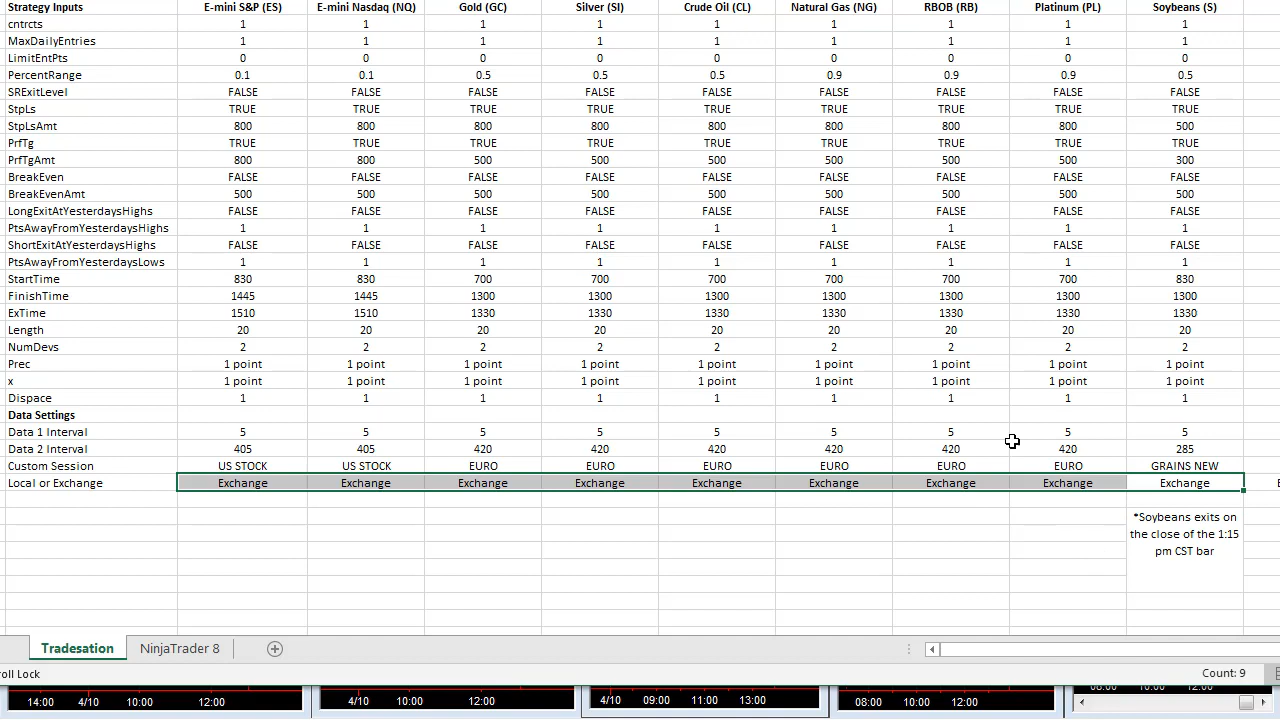 Strategy Inputs E-mini S&P (ES) E-mini Nasdaq (NQ) Gold (GC) Silver (SI) Crude Oil (CL) Natural Gas (NG) RBOB (RB) Platinum (PL) Soybeans (S)
cntrcts 1 1 1 1 1 1 1 1 1
MaxDailyEntries 1 1 1 1 1 1 1 1 1
LimitEntPts 0 0 0 0 0 0 0 0 0
PercentRange 0.1 0.1 0.5 0.5 0.5 0.9 0.9 0.9 0.5
SRExitLevel FALSE FALSE FALSE FALSE FALSE FALSE FALSE FALSE FALSE
StpLs TRUE TRUE TRUE TRUE TRUE TRUE TRUE TRUE TRUE
StpLsAmt 800 800 800 800 800 800 800 800 500
PrfTg TRUE TRUE TRUE TRUE TRUE TRUE TRUE TRUE TRUE
PrfTgAmt 800 800 500 500 500 500 500 500 300
BreakEven FALSE FALSE FALSE FALSE FALSE FALSE FALSE FALSE FALSE
BreakEvenAmt 500 500 500 500 500 500 500 500 500
LongExitAtYesterdaysHighs FALSE FALSE FALSE FALSE FALSE FALSE FALSE FALSE FALSE
PtsAwayFromYesterdaysHighs 1 1 1 1 1 1 1 1 1
ShortExitAtYesterdaysHighs FALSE FALSE FALSE FALSE FALSE FALSE FALSE FALSE FALSE
PtsAwayFromYesterdaysLows 1 1 1 1 1 1 1 1 1
StartTime 830 830 700 700 700 700 700 700 830
FinishTime 1445 1445 1300 1300 1300 1300 1300 1300 1300
ExTime 1510 1510 1330 1330 1330 1330 1330 1330 1330
Length 20 20 20 20 20 20 20 20 20
NumDevs 2 2 2 2 2 2 2 2 2
Prec 1 point 1 point 1 point 1 point 1 point 1 point 1 point 1 point 1 point
x 1 point 1 point 1 point 1 point 1 point 1 point 1 point 1 point 1 point
Dispace 1 1 1 1 1 1 1 1 1
Data Settings
Data 1 Interval 5 5 5 5 5 5 5 5 5
Data 2 Interval 405 405 420 420 420 420 420 420 285
Custom Session US STOCK US STOCK EURO EURO EURO EURO EURO EURO GRAINS NEW
Local or Exchange Exchange Exchange Exchange Exchange Exchange Exchange Exchange Exchange Exchange
*Soybeans exits on
the close of the 1:15
pm CST bar
Tradesation NinjaTrader 8
oll Lock Count: 9
14:00 4/10 10:00 12:00 4/10 10:00 12:00 4/10 09:00 11:00 13:00 08:00 10:00 12:00 08:00 10:00 12:00